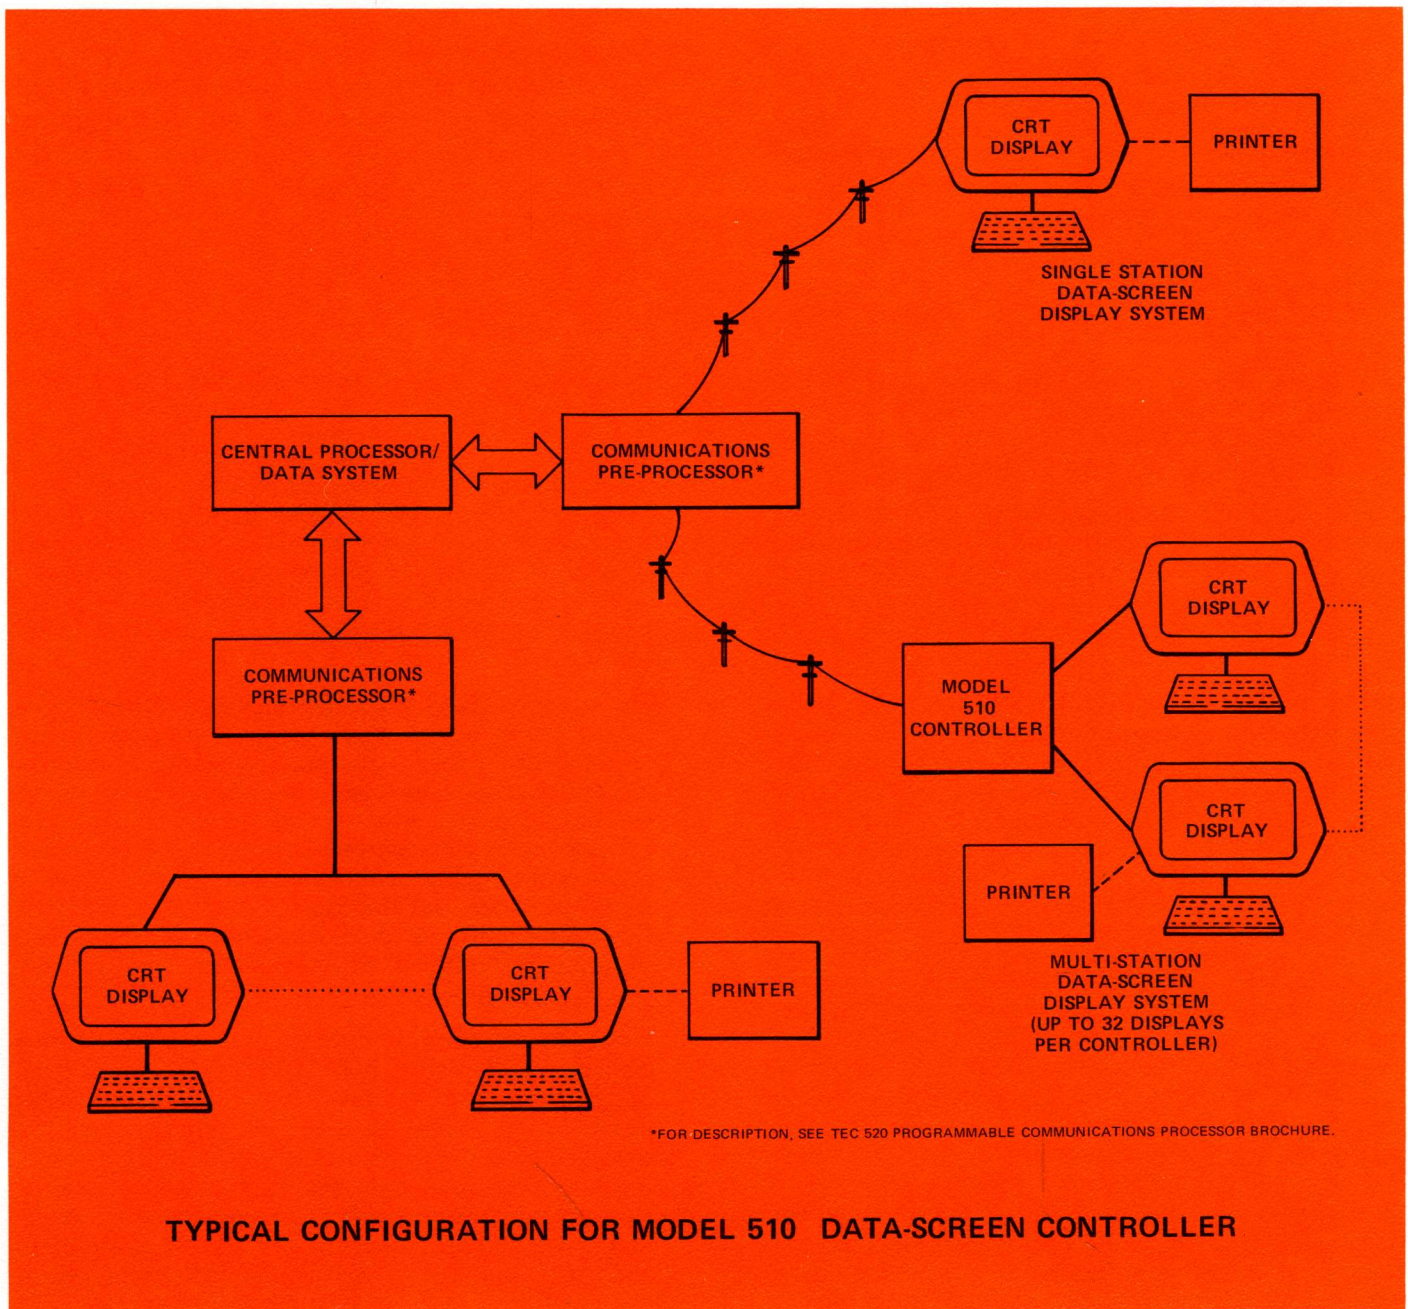 CRT
DISPLAY
PRINTER
SINGLE STATION
DATA-SCREEN
DISPLAY SYSTEM
CENTRAL PROCESSOR/
DATA SYSTEM
COMMUNICATIONS
PRE-PROCESSOR*
CRT
DISPLAY
COMMUNICATIONS
PRE-PROCESSOR*
MODEL
510
CONTROLLER
CRT
DISPLAY
PRINTER
MULTI-STATION
DATA-SCREEN
DISPLAY SYSTEM
(UP TO 32 DISPLAYS
PER CONTROLLER)
CRT
DISPLAY
CRT
DISPLAY
PRINTER
*FOR DESCRIPTION, SEE TEC 520 PROGRAMMABLE COMMUNICATIONS PROCESSOR BROCHURE.
TYPICAL CONFIGURATION FOR MODEL 510 DATA-SCREEN CONTROLLER